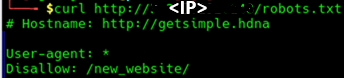 $curl http:// <IP> /robots.txt
# Hostname: http://getsimple.hdna

User-agent: *
Disallow: /new_website/